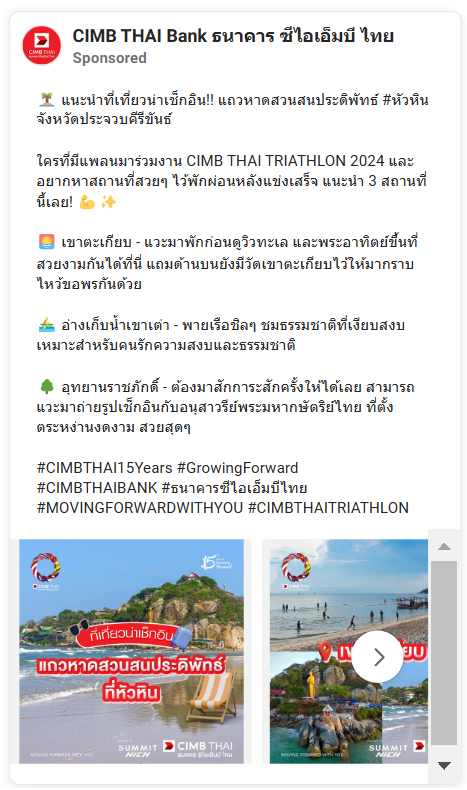 CIMB THAI Bank ธนาคาร ซีไอเอ็มบี ไทย
Sponsored
🏝️ แนะนำที่เที่ยวน่าเช็กอิน!! แถวหาดสวนสนประดิพัทธ์ #หัวหิน
จังหวัดประจวบคีรีขันธ์
ใครที่มีแพลนมาร่วมงาน CIMB THAI TRIATHLON 2024 และ
อยากหาสถานที่สวยๆ ไว้พักผ่อนหลังแข่งเสร็จ แนะนำ 3 สถานที่
นี้เลย! 💪 ✨
🌅 เขาตะเกียบ - แวะมาพักก่อนดูวิวทะเล และพระอาทิตย์ขึ้นที่
สวยงามกันได้ที่นี่ แถมด้านบนยังมีวัดเขาตะเกียบไว้ให้มากราบ
ไหว้ขอพรกันด้วย
🚣 อ่างเก็บน้ำเขาเต่า - พายเรือชิลๆ ชมธรรมชาติที่เงียบสงบ
เหมาะสำหรับคนรักความสงบและธรรมชาติ
🌳 อุทยานราชภักดิ์ - ต้องมาสักการะสักครั้งให้ได้เลย สามารถ
แวะมาถ่ายรูปเช็กอินกับอนุสาวรีย์พระมหากษัตริย์ไทย ที่ตั้ง
ตระหง่านงดงาม สวยสุดๆ
#CIMBTHAI15Years #GrowingForward
#CIMBTHAIBANK #ธนาคารซีไอเอ็มบีไทย
#MOVINGFORWARDWITHYOU #CIMBTHAITRIATHLON
CIMB THAI
15
ที่เที่ยวน่าเช็กอิน
แถวหาดสวนสนประดิพัทธ์
ที่หัวหิน
MOVING FORWARD WITH YOU
SUMMIT
NICH
CIMB THAI
ธนาคาร ซีไอเอ็มบี ไทย
MOVING FORWARD WITH YOU
SUMMIT
NICH